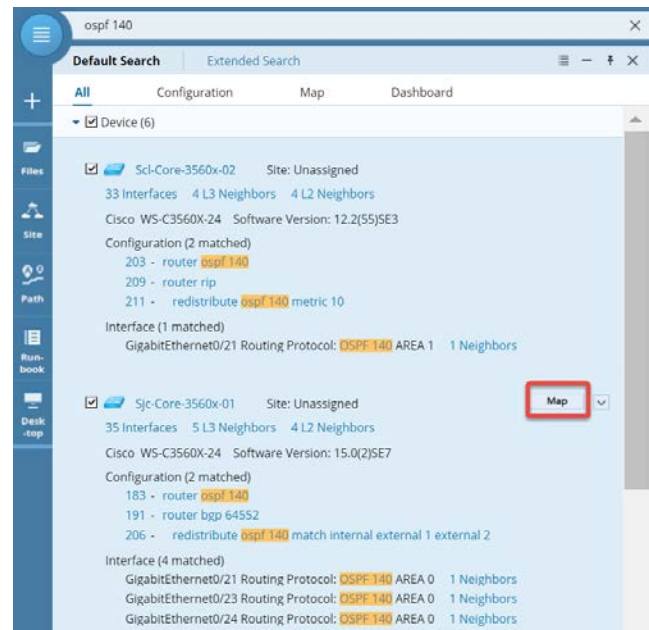 ospf 140
Default Search Extended Search
All Configuration Map Dashboard
Device (6)
Files
Site
Path
Run-
book
Desk
-top
Scl-Core-3560x-02 Site: Unassigned
33 Interfaces 4 L3 Neighbors 4 L2 Neighbors
Cisco WS-C3560X-24 Software Version: 12.2(55)SE3
Configuration (2 matched)
203 - router ospf 140
209 - router rip
211 - redistribute ospf 140 metric 10
Interface (1 matched)
GigabitEthernet0/21 Routing Protocol: OSPF 140 AREA 1 1 Neighbors
Sjc-Core-3560x-01 Site: Unassigned Map
35 Interfaces 5 L3 Neighbors 4 L2 Neighbors
Cisco WS-C3560X-24 Software Version: 15.0(2)SE7
Configuration (2 matched)
183 - router ospf 140
191 - router bgp 64552
206 - redistribute ospf 140 match internal external 1 external 2
Interface (4 matched)
GigabitEthernet0/21 Routing Protocol: OSPF 140 AREA 0 1 Neighbors
GigabitEthernet0/23 Routing Protocol: OSPF 140 AREA 0 1 Neighbors
GigabitEthernet0/24 Routing Protocol: OSPF 140 AREA 0 1 Neighbors